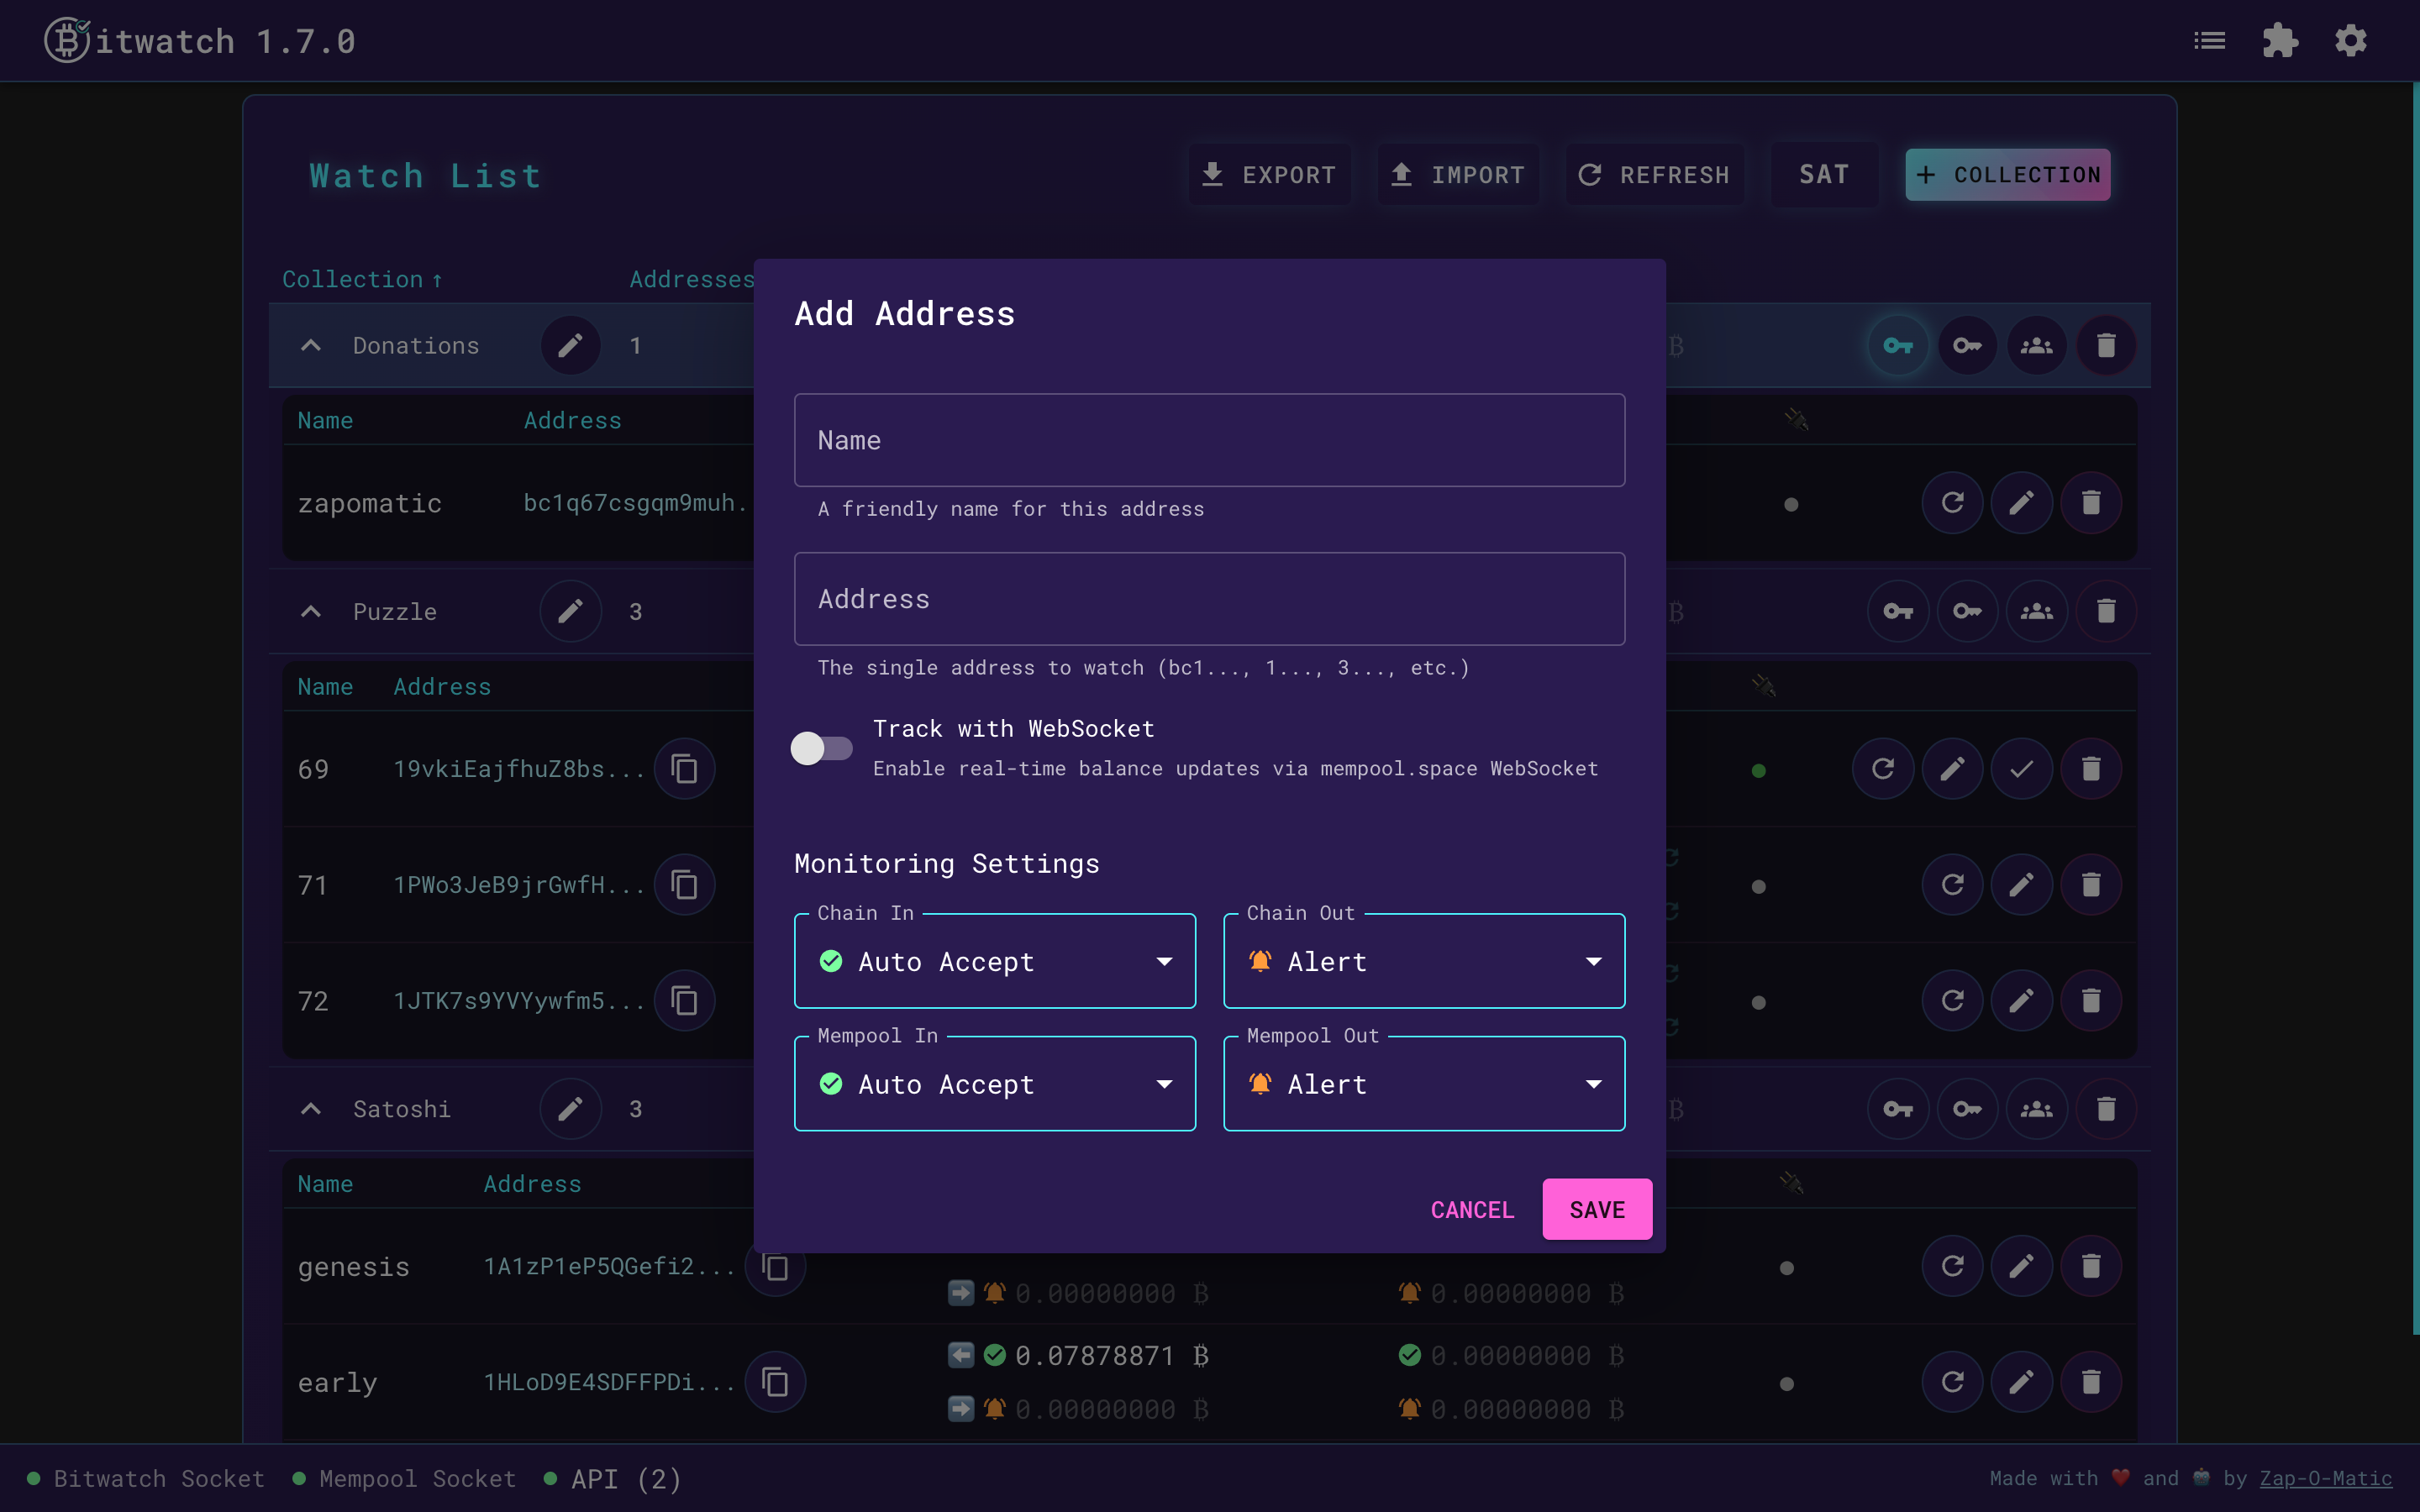 Bitwatch 1.7.0
Watch List
EXPORT
IMPORT
REFRESH
SAT
+ COLLECTION
Collection ↑
Addresses
Donations
1
₿
Name
Address
zapomatic
bc1q67csgqm9muh.
Puzzle
3
₿
Name
Address
69
19vkiEajfhuZ8bs...
71
1PWo3JeB9jrGwfH...
72
1JTK7s9YVYywfm5...
Satoshi
3
₿
Name
Address
genesis
1A1zP1eP5QGefi2...
0.00000000 ₿
0.00000000 ₿
early
1HLoD9E4SDFFPDi...
0.07878871 ₿
0.00000000 ₿
0.00000000 ₿
0.00000000 ₿
Add Address
Name
A friendly name for this address
Address
The single address to watch (bc1..., 1..., 3..., etc.)
Track with WebSocket
Enable real-time balance updates via mempool.space WebSocket
Monitoring Settings
Chain In
Auto Accept
Chain Out
Alert
Mempool In
Auto Accept
Mempool Out
Alert
CANCEL
SAVE
Bitwatch Socket
Mempool Socket
API (2)
Made with ❤️ and 🤖 by Zap-O-Matic